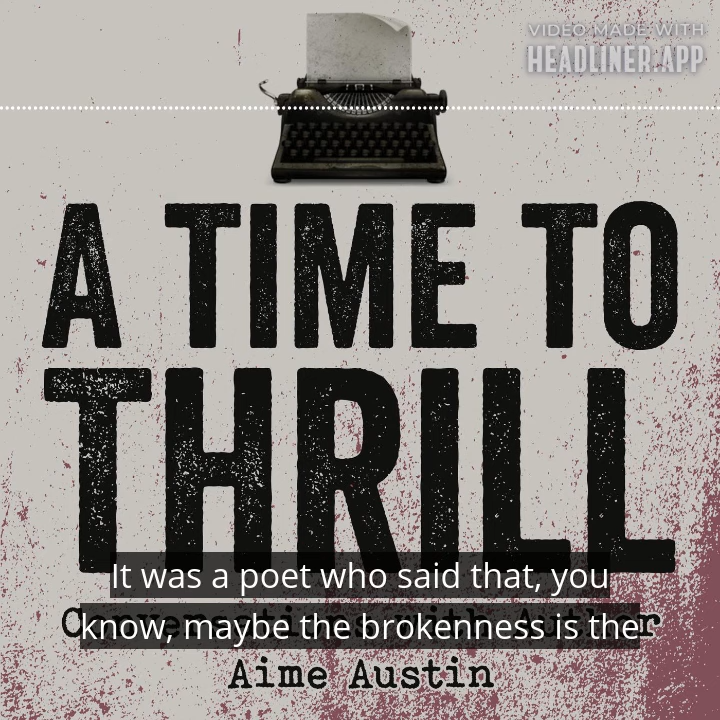 VIDEO MADE WITH
HEADLINER.APP
A TIME TO
THRILL
It was a poet who said that, you
know, maybe the brokenness is the
Aime Austin